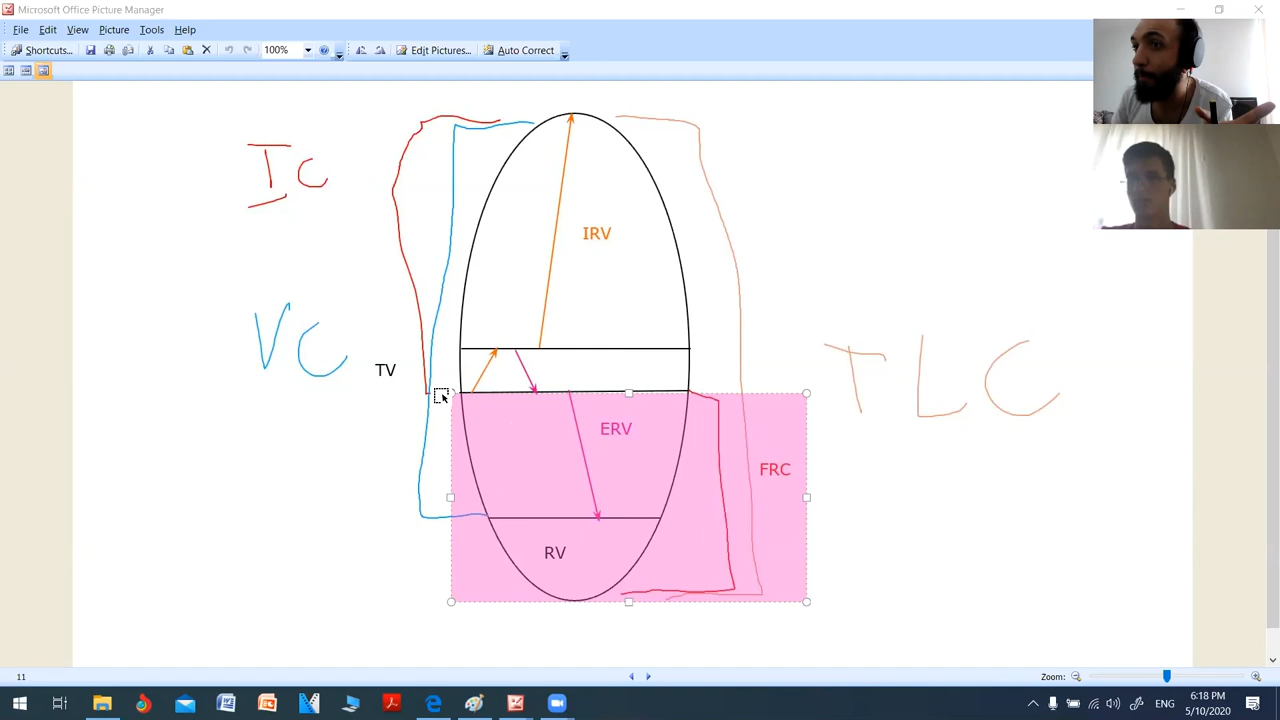 Microsoft Office Picture Manager
File Edit View Picture Tools Help
Shortcuts... 100% Edit Pictures... Auto Correct
IC
IRV
VC
TV
TLC
ERV
FRC
RV
11 Zoom:
ENG 6:18 PM
5/10/2020